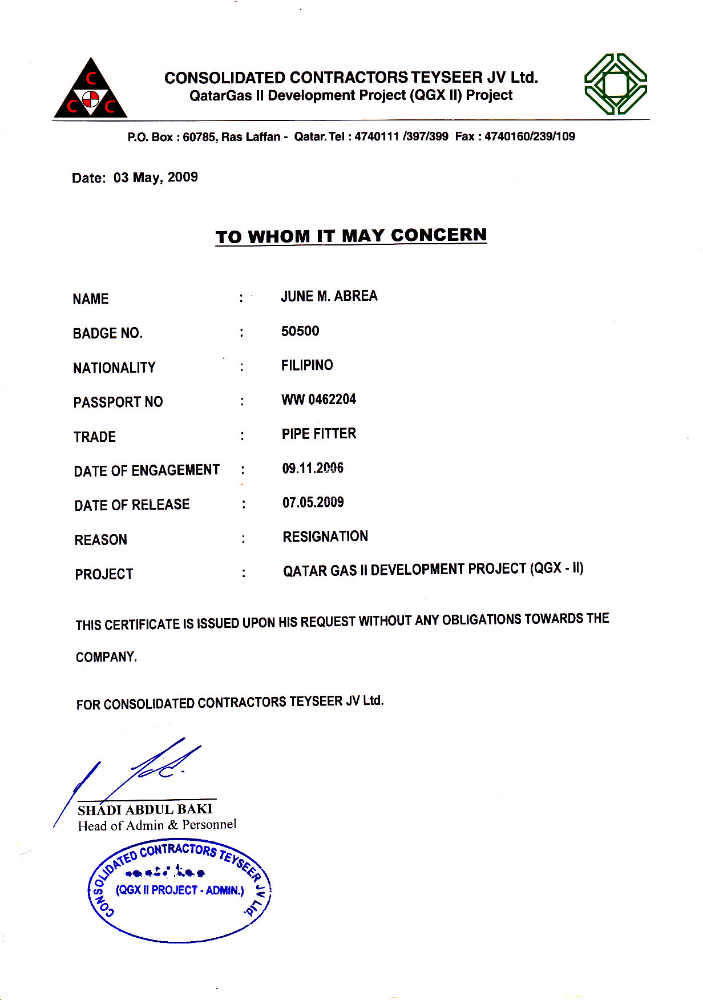 C
C C
CONSOLIDATED CONTRACTORS TEYSEER JV Ltd.
QatarGas II Development Project (QGX II) Project
P.O. Box : 60785, Ras Laffan - Qatar. Tel : 4740111 /397/399 Fax : 4740160/239/109
Date: 03 May, 2009
TO WHOM IT MAY CONCERN
NAME : JUNE M. ABREA
BADGE NO. : 50500
NATIONALITY : FILIPINO
PASSPORT NO : WW 0462204
TRADE : PIPE FITTER
DATE OF ENGAGEMENT : 09.11.2006
DATE OF RELEASE : 07.05.2009
REASON : RESIGNATION
PROJECT : QATAR GAS II DEVELOPMENT PROJECT (QGX - II)
THIS CERTIFICATE IS ISSUED UPON HIS REQUEST WITHOUT ANY OBLIGATIONS TOWARDS THE
COMPANY.
FOR CONSOLIDATED CONTRACTORS TEYSEER JV Ltd.
SHADI ABDUL BAKI
Head of Admin & Personnel
CONSOLIDATED CONTRACTORS TEYSEER JV Ltd.
(QGX II PROJECT - ADMIN.)